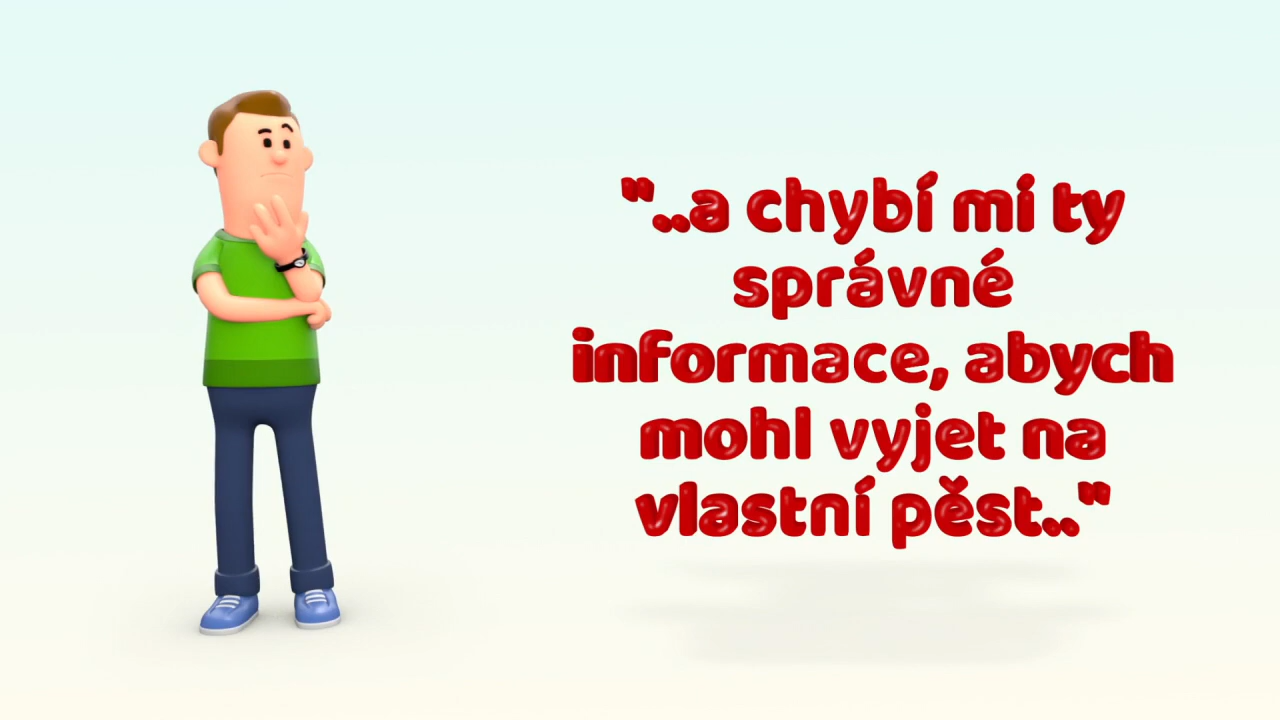 "..a chybí mi ty
správné
informace, abych
mohl vyjet na
vlastní pěst.."